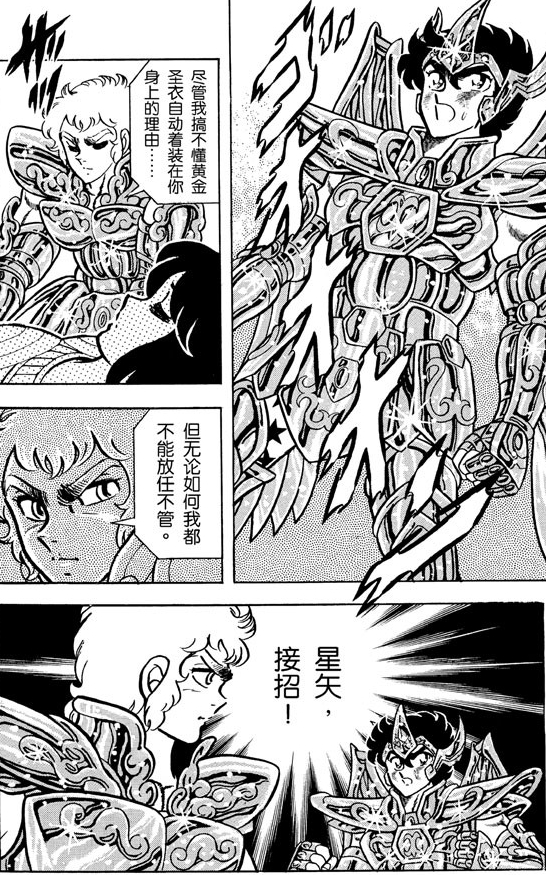 尽管我搞不懂黄金
圣衣自动着装在你
身上的理由……
但无论如何我都
不能放任不管。
星矢，
接招！